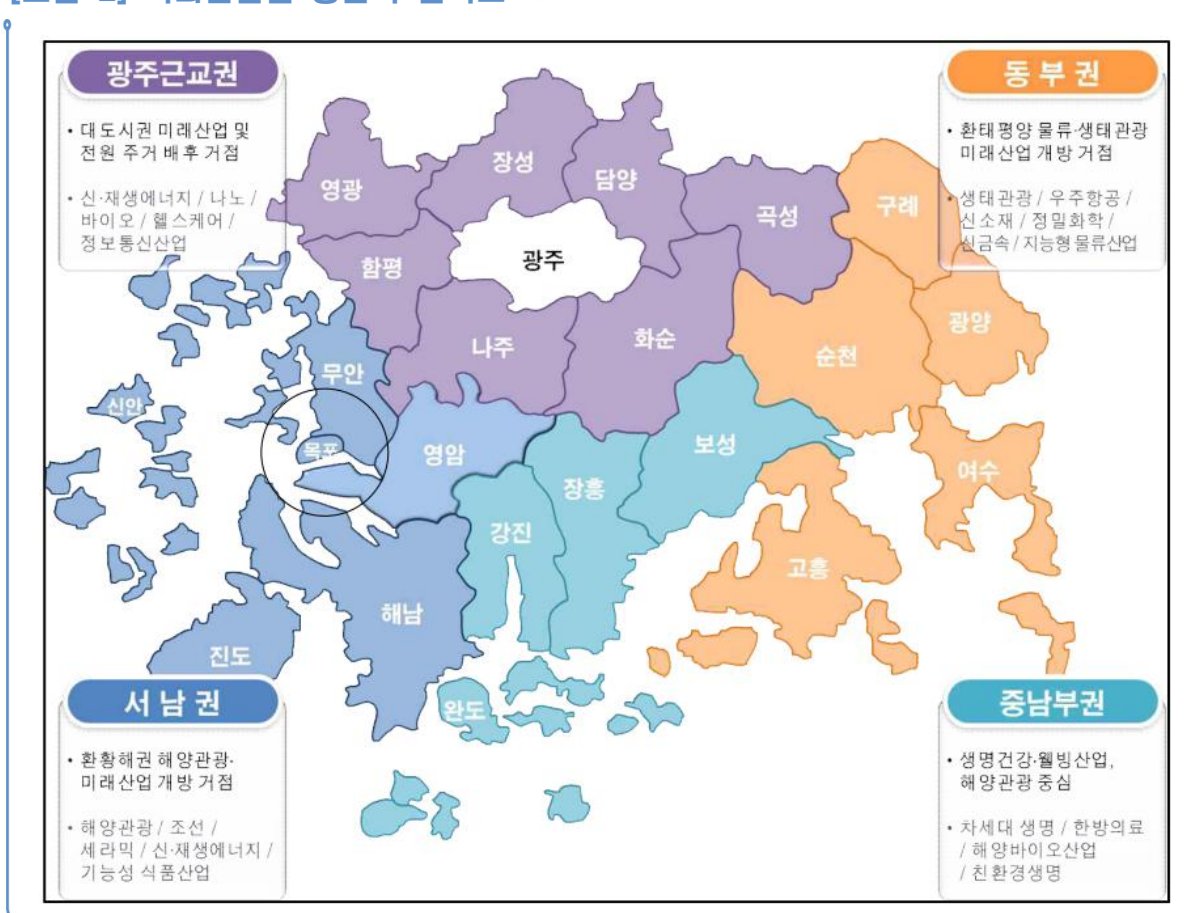 광주근교권
• 대도시권 미래산업 및
전원 주거 배후 거점
• 신·재생에너지 / 나노 /
바이오 / 헬스케어 /
정보통신산업
동 부 권
• 환태평양 물류·생태관광
미래산업 개방 거점
• 생태관광 / 우주항공 /
신소재 / 정밀화학 /
신금속 / 지능형 물류산업
장성
담양
영광
곡성
구례
광주
함평
광양
나주
화순
순천
무안
신안
목포
영암
보성
여수
장흥
강진
고흥
해남
진도
완도
서 남 권
• 환황해권 해양관광·
미래산업 개방 거점
• 해양관광 / 조선 /
세라믹 / 신·재생에너지 /
기능성 식품산업
중남부권
• 생명건강·웰빙산업,
해양관광 중심
• 차세대 생명 / 한방의료
/ 해양바이오산업
/ 친환경생명